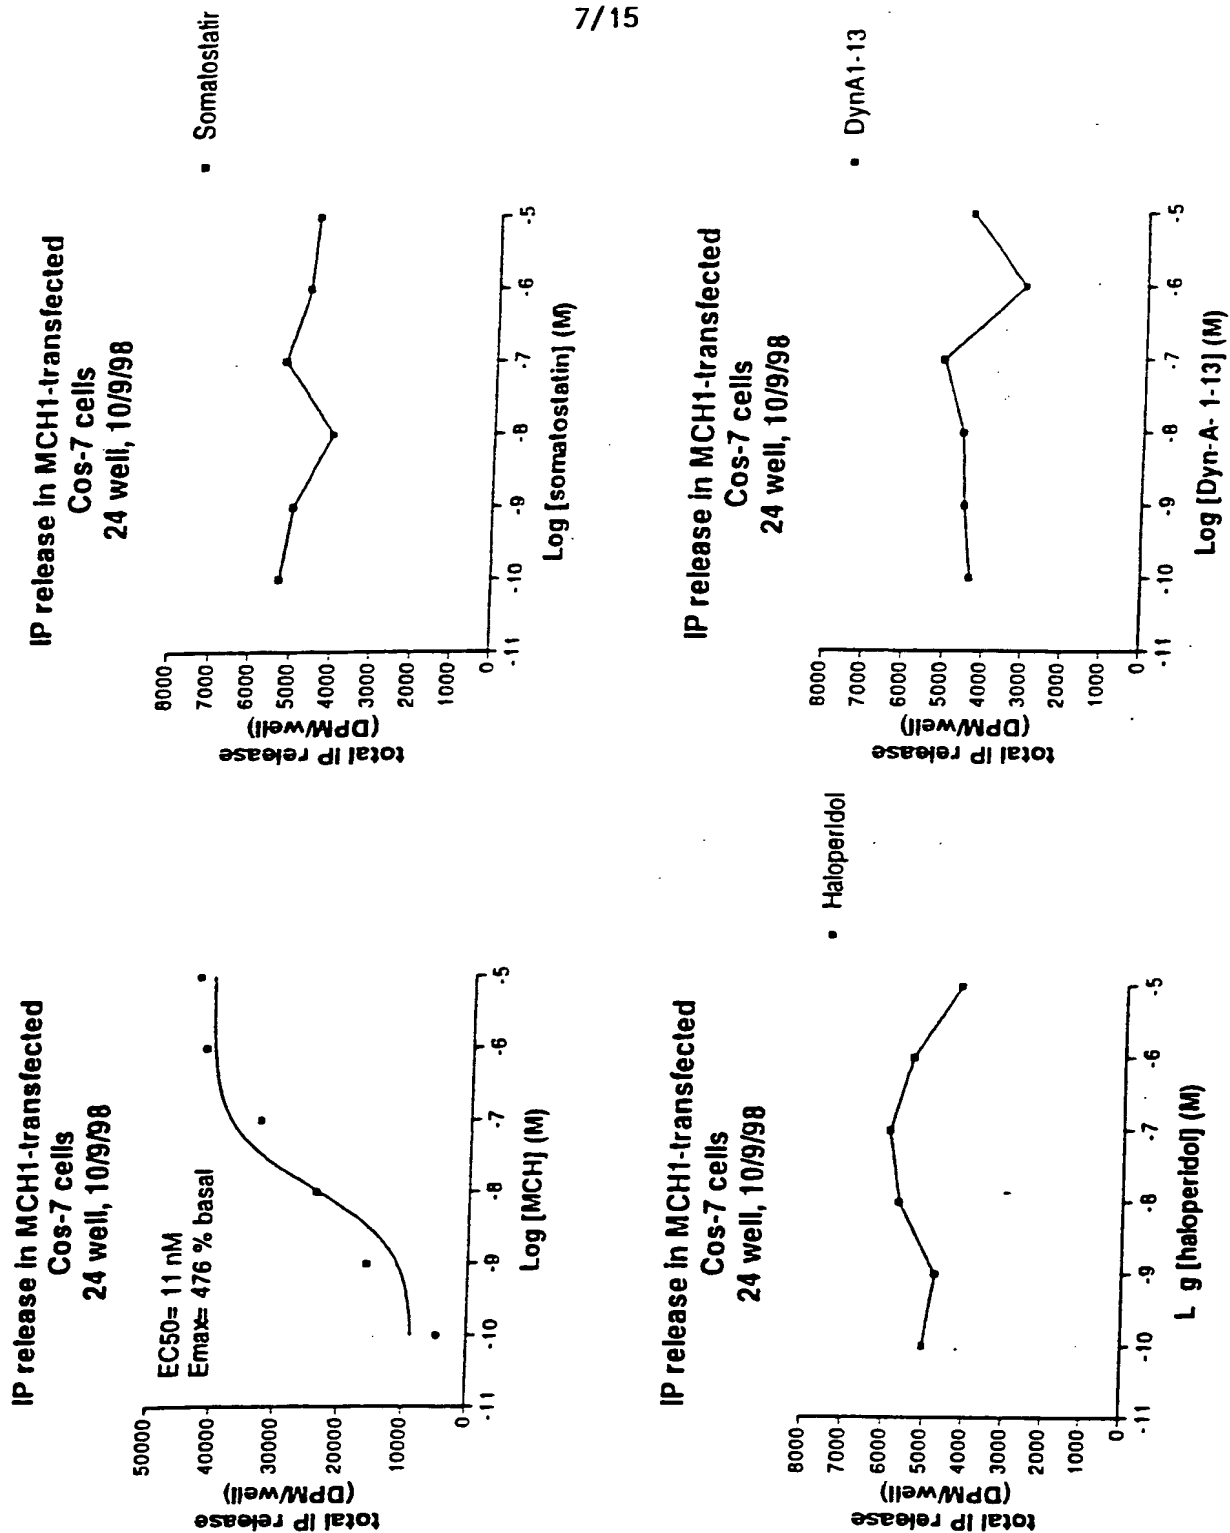 7/15
IP release in MCH1-transfected
Cos-7 cells
24 well, 10/9/98
EC50= 11 nM
Emax= 476 % basal
total IP release
(DPM/well)
50000
40000
30000
20000
10000
0
-11
-10
-9
-8
-7
-6
-5
Log [MCH] (M)
IP release in MCH1-transfected
Cos-7 cells
24 well, 10/9/98
Somatostatir
total IP release
(DPM/well)
8000
7000
6000
5000
4000
3000
2000
1000
0
-11
-10
-9
-8
-7
-6
-5
Log [somatostatin] (M)
IP release in MCH1-transfected
Cos-7 cells
24 well, 10/9/98
Haloperidol
total IP release
(DPM/well)
8000
7000
6000
5000
4000
3000
2000
1000
0
-11
-10
-9
-8
-7
-6
-5
L g [haloperidol] (M)
IP release in MCH1-transfected
Cos-7 cells
24 well, 10/9/98
DynA1-13
total IP release
(DPM/well)
8000
7000
6000
5000
4000
3000
2000
1000
0
-11
-10
-9
-8
-7
-6
-5
Log [Dyn-A- 1-13] (M)